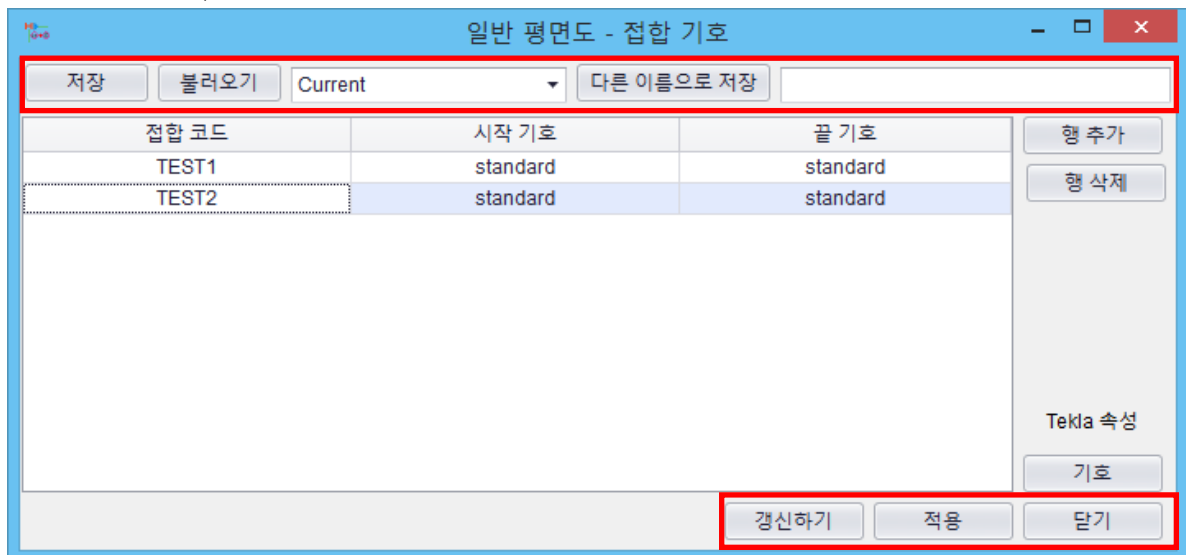 일반 평면도 - 접합 기호
저장 불러오기 Current 다른 이름으로 저장
접합 코드 시작 기호 끝 기호 행 추가
TEST1 standard standard
행 삭제
TEST2 standard standard
Tekla 속성
기호
갱신하기 적용 닫기